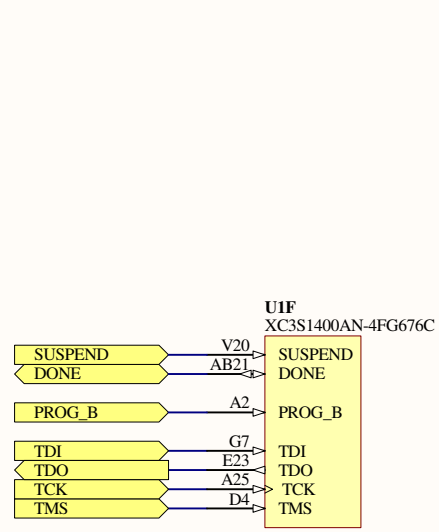 U1F
XC3S1400AN-4FG676C
SUSPEND V20 SUSPEND
DONE AB21 DONE
PROG_B A2 PROG_B
TDI G7 TDI
TDO E23 TDO
TCK A25 TCK
TMS D4 TMS